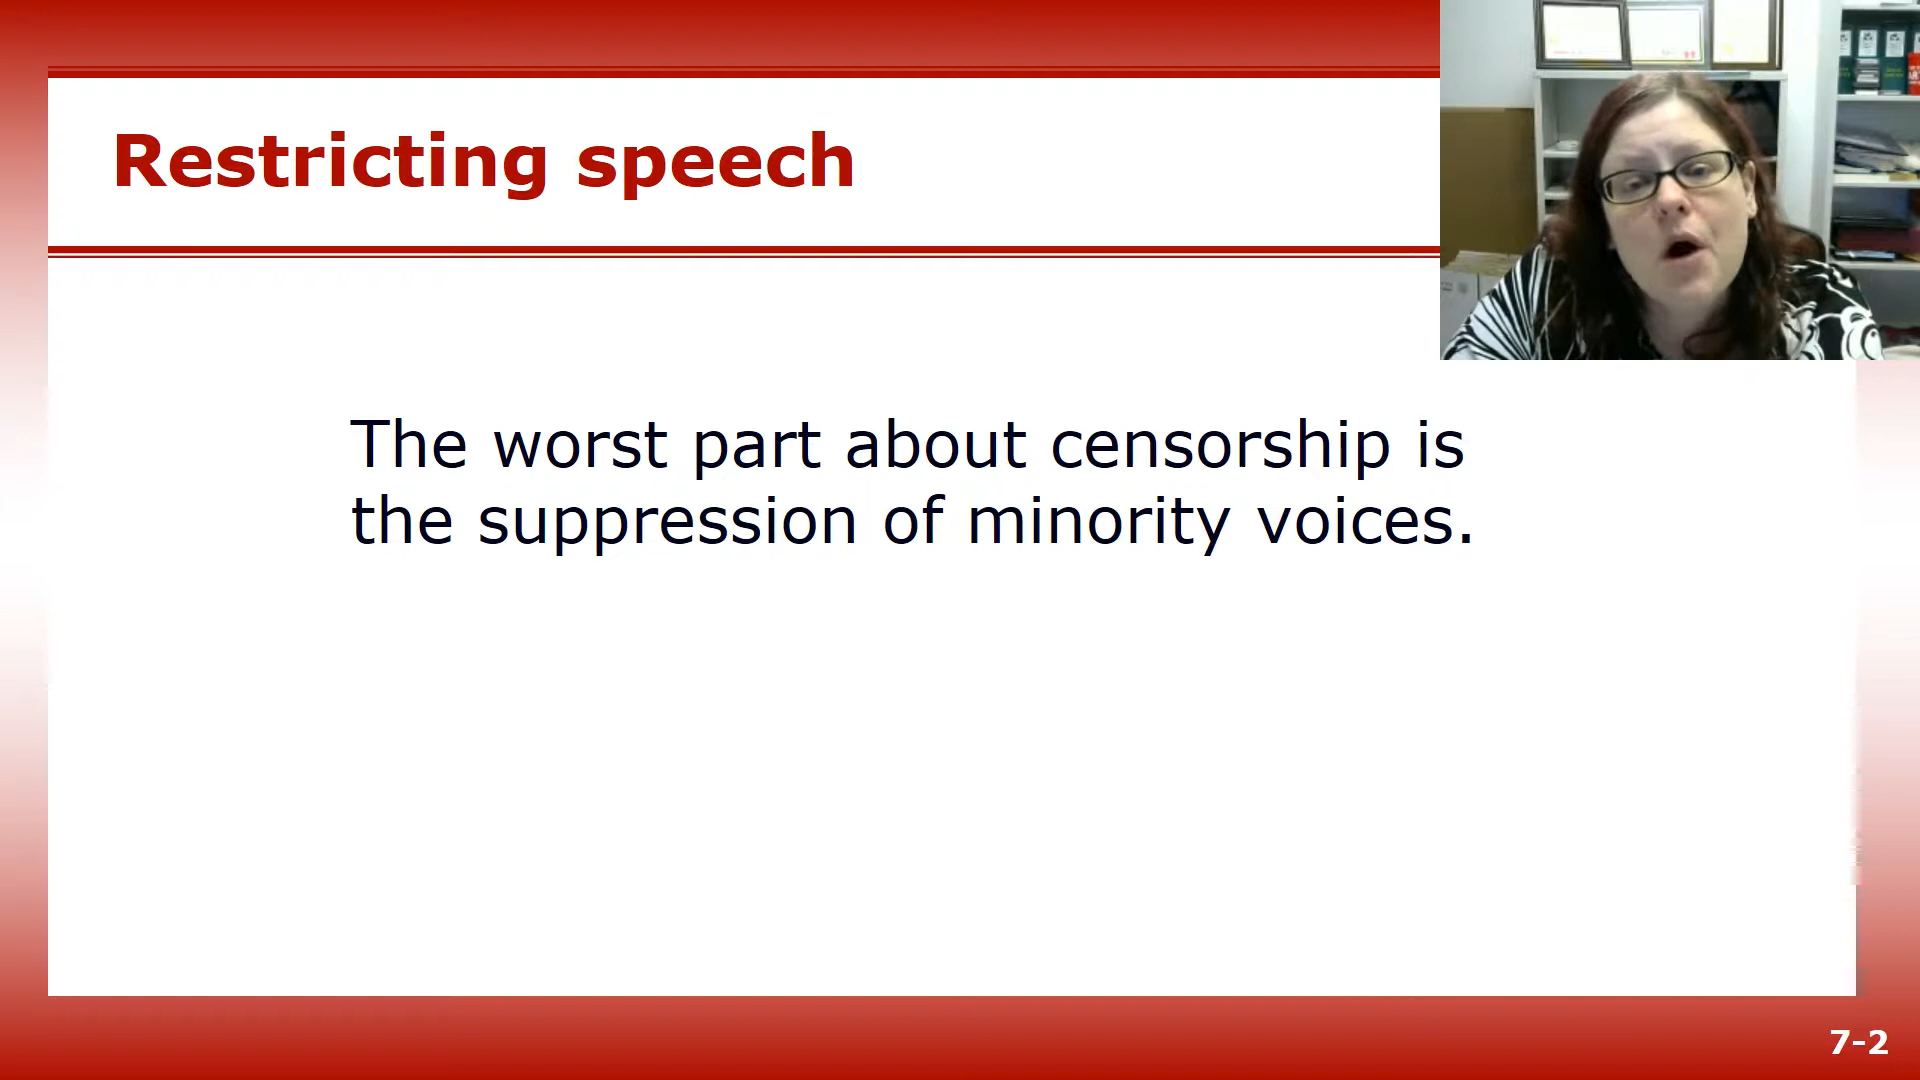 Restricting speech
The worst part about censorship is
the suppression of minority voices.
7-2